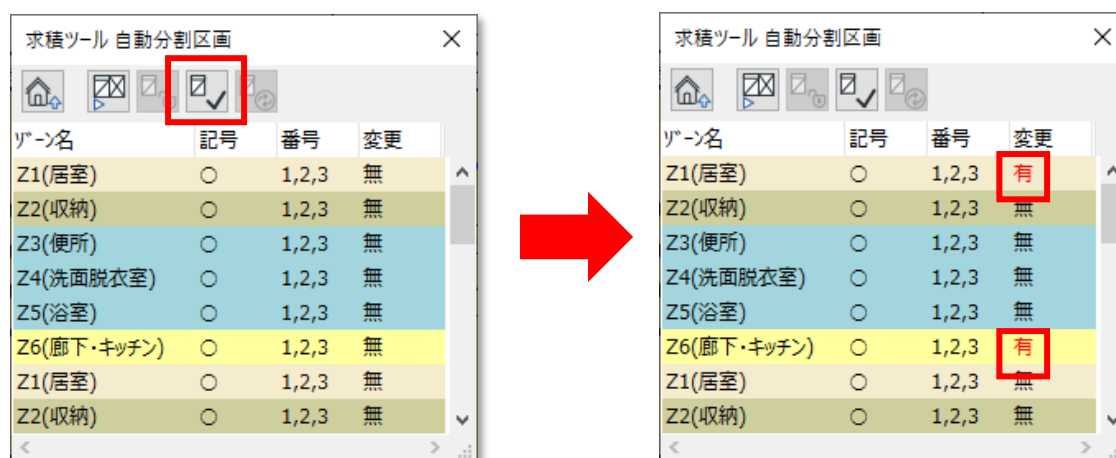 求積ツール 自動分割区画
ゾーン名 記号 番号 変更
Z1(居室) ○ 1,2,3 無
Z2(収納) ○ 1,2,3 無
Z3(便所) ○ 1,2,3 無
Z4(洗面脱衣室) ○ 1,2,3 無
Z5(浴室) ○ 1,2,3 無
Z6(廊下・キッチン) ○ 1,2,3 無
Z1(居室) ○ 1,2,3 無
Z2(収納) ○ 1,2,3 無
求積ツール 自動分割区画
ゾーン名 記号 番号 変更
Z1(居室) ○ 1,2,3 有
Z2(収納) ○ 1,2,3 無
Z3(便所) ○ 1,2,3 無
Z4(洗面脱衣室) ○ 1,2,3 無
Z5(浴室) ○ 1,2,3 無
Z6(廊下・キッチン) ○ 1,2,3 有
Z1(居室) ○ 1,2,3 無
Z2(収納) ○ 1,2,3 無